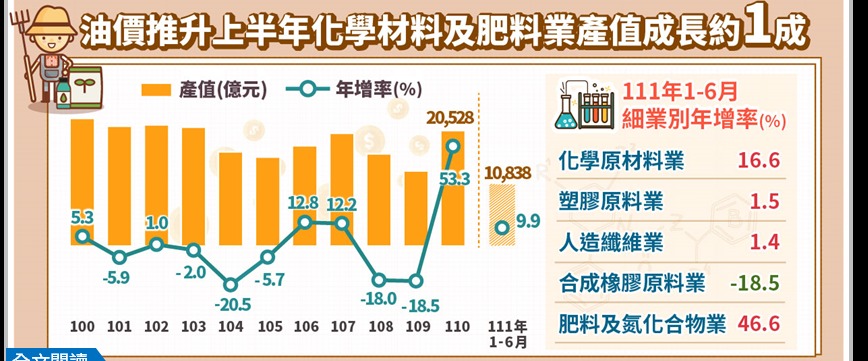 油價推升上半年化學材料及肥料業產值成長約1成
產值(億元) 年增率(%)
20,528
10,838
5.3
-5.9
1.0
-2.0
-20.5
-5.7
12.8
12.2
-18.0
-18.5
53.3
9.9
100 101 102 103 104 105 106 107 108 109 110 111年
1-6月
111年1-6月
細業別年增率(%)
化學原材料業 16.6
塑膠原料業 1.5
人造纖維業 1.4
合成橡膠原料業 -18.5
肥料及氮化合物業 46.6
全文閱讀